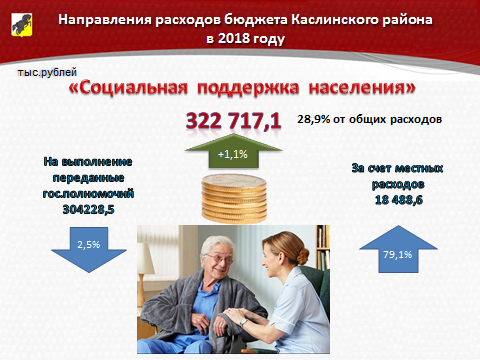 Направления расходов бюджета Каслинского района
в 2018 году
тыс.рублей
«Социальная поддержка населения»
322 717,1
28,9% от общих расходов
+1,1%
На выполнение
переданные
гос.полномочий
304228,5
2,5%
За счет местных
расходов
18 488,6
79,1%